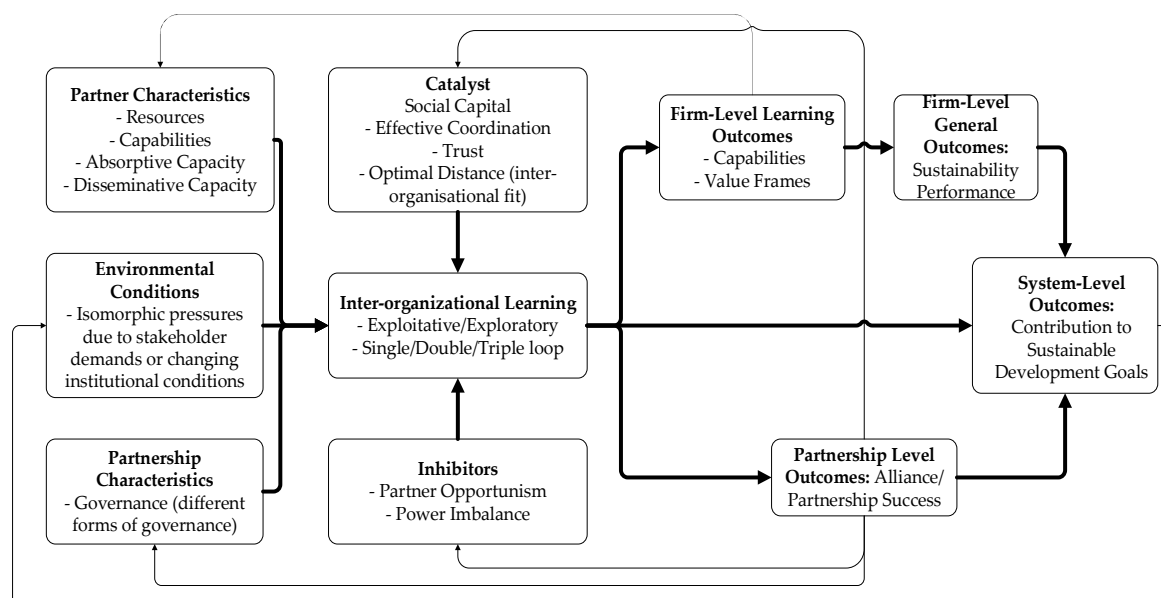 Partner Characteristics
- Resources
- Capabilities
- Absorptive Capacity
- Disseminative Capacity
Catalyst
Social Capital
- Effective Coordination
- Trust
- Optimal Distance (inter-
organisational fit)
Firm-Level Learning
Outcomes
- Capabilities
- Value Frames
Firm-Level
General
Outcomes:
Sustainability
Performance
Environmental
Conditions
- Isomorphic pressures
due to stakeholder
demands or changing
institutional conditions
Inter-organizational Learning
- Exploitative/Exploratory
- Single/Double/Triple loop
System-Level
Outcomes:
Contribution to
Sustainable
Development Goals
Partnership
Characteristics
- Governance (different
forms of governance)
Inhibitors
- Partner Opportunism
- Power Imbalance
Partnership Level
Outcomes: Alliance/
Partnership Success